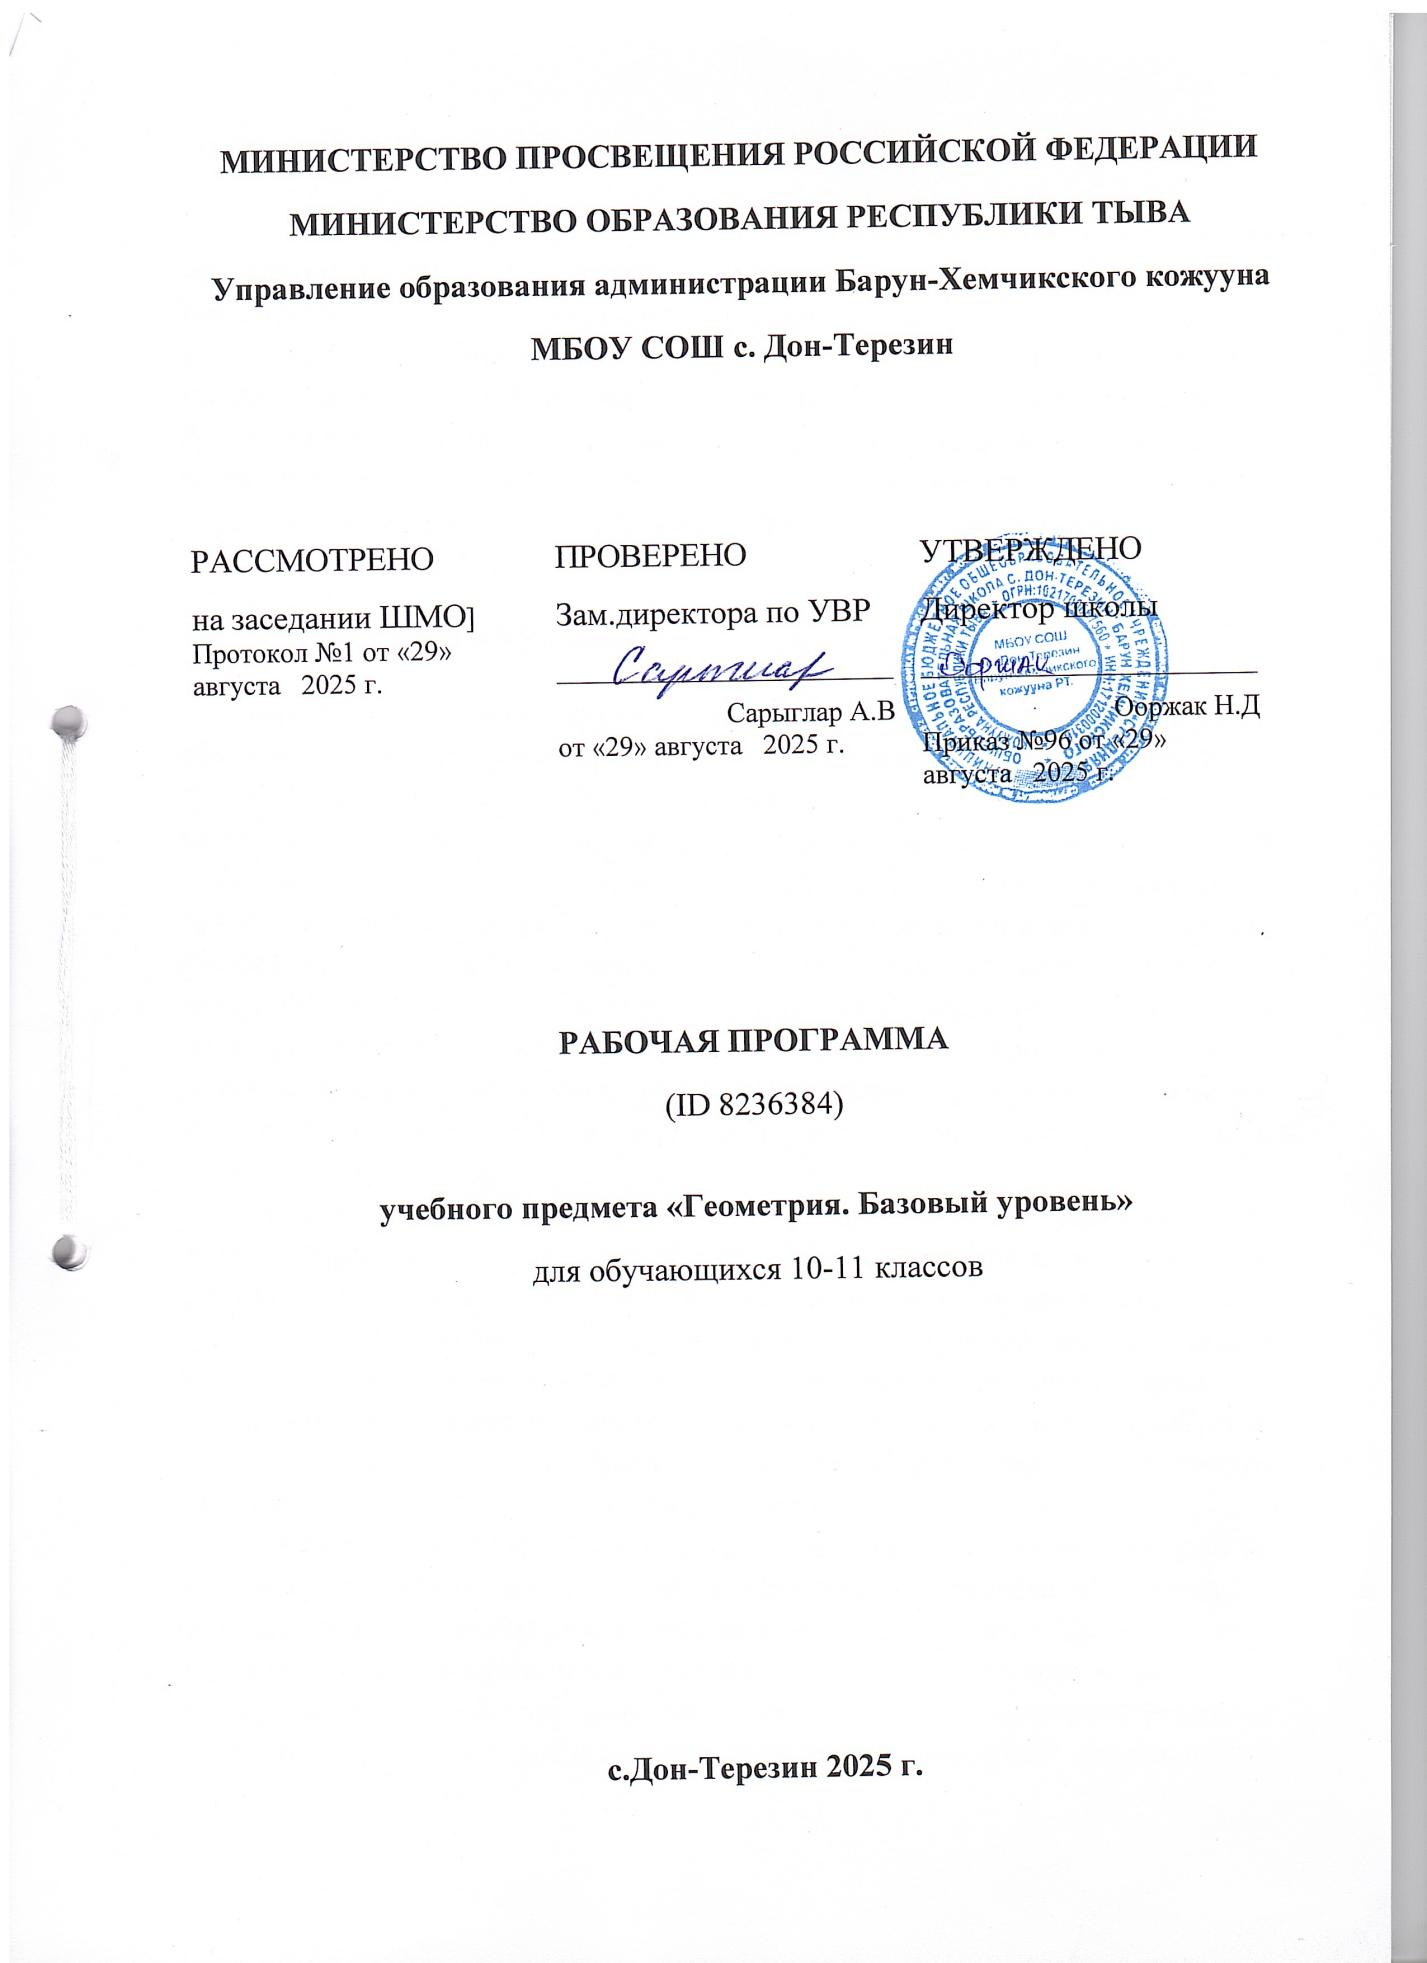 МИНИСТЕРСТВО ПРОСВЕЩЕНИЯ РОССИЙСКОЙ ФЕДЕРАЦИИ
МИНИСТЕРСТВО ОБРАЗОВАНИЯ РЕСПУБЛИКИ ТЫВА
Управление образования администрации Барун-Хемчикского кожууна
МБОУ СОШ с. Дон-Терезин
РАССМОТРЕНО
на заседании ШМО]
Протокол №1 от «29»
августа 2025 г.
ПРОВЕРЕНО
Зам.директора по УВР
Сарыглар
Сарыглар А.В
от «29» августа 2025 г.
УТВЕРЖДЕНО
Директор школы
Ооржак Н.Д
Приказ №96 от «29»
августа 2025 г.
МБОУ СОШ
кожууна РТ.
РАБОЧАЯ ПРОГРАММА
(ID 8236384)
учебного предмета «Геометрия. Базовый уровень»
для обучающихся 10-11 классов
с.Дон-Терезин 2025 г.